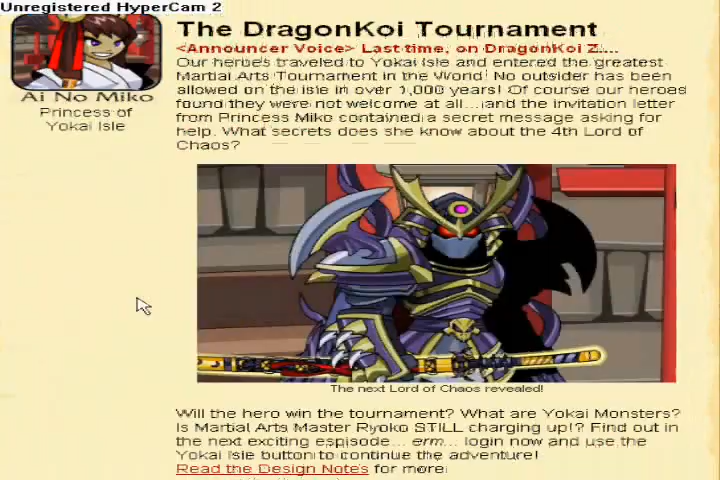 Unregistered HyperCam 2
The DragonKoi Tournament
<Announcer Voice> Last time, on DragonKoi Z....
Our heroes traveled to Yokai Isle and entered the greatest
Martial Arts Tournament in the World! No outsider has been
allowed on the isle in over 1,000 years! Of course our heroes
found they were not welcome at all... and the invitation letter
from Princess Miko contained a secret message asking for
help. What secrets does she know about the 4th Lord of
Chaos?
Ai No Miko
Princess of
Yokai Isle
The next Lord of Chaos revealed!
Will the hero win the tournament? What are Yokai Monsters?
Is Martial Arts Master Ryoko STILL charging up!? Find out in
the next exciting espisode... erm... login now and use the
Yokai Isle button to continue the adventure!
Read the Design Notes for more